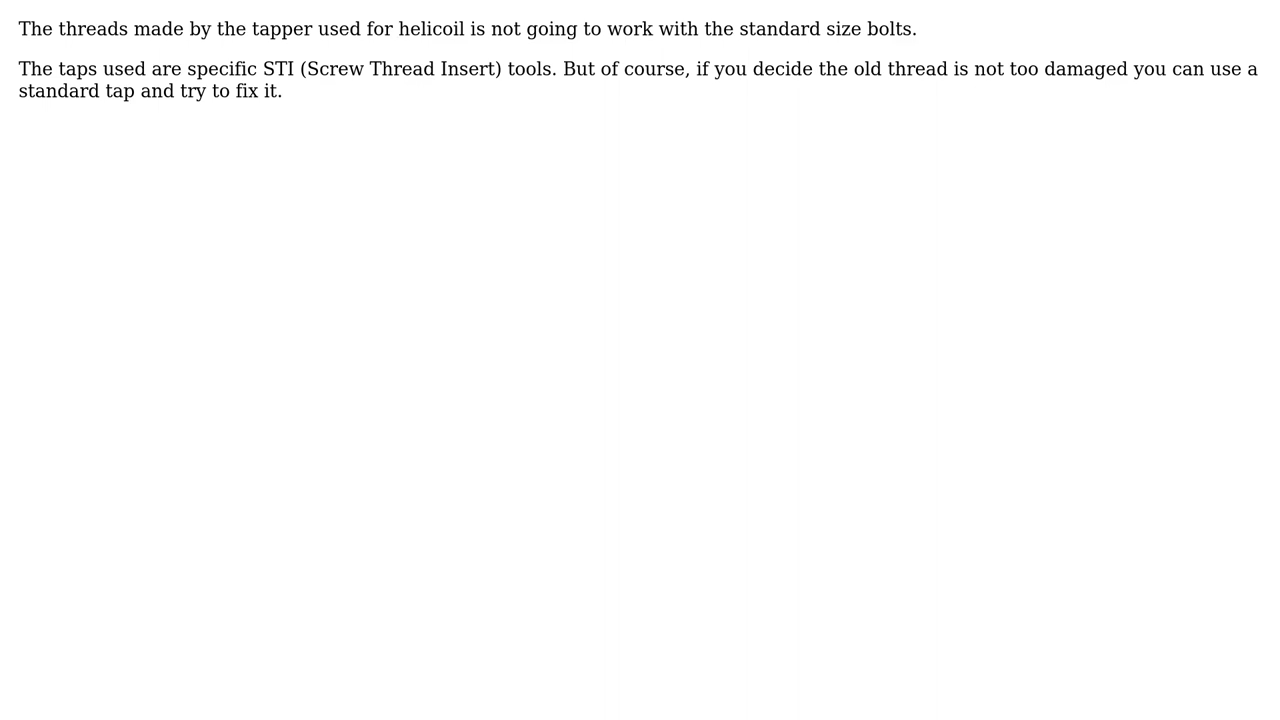 The threads made by the tapper used for helicoil is not going to work with the standard size bolts.
The taps used are specific STI (Screw Thread Insert) tools. But of course, if you decide the old thread is not too damaged you can use a
standard tap and try to fix it.